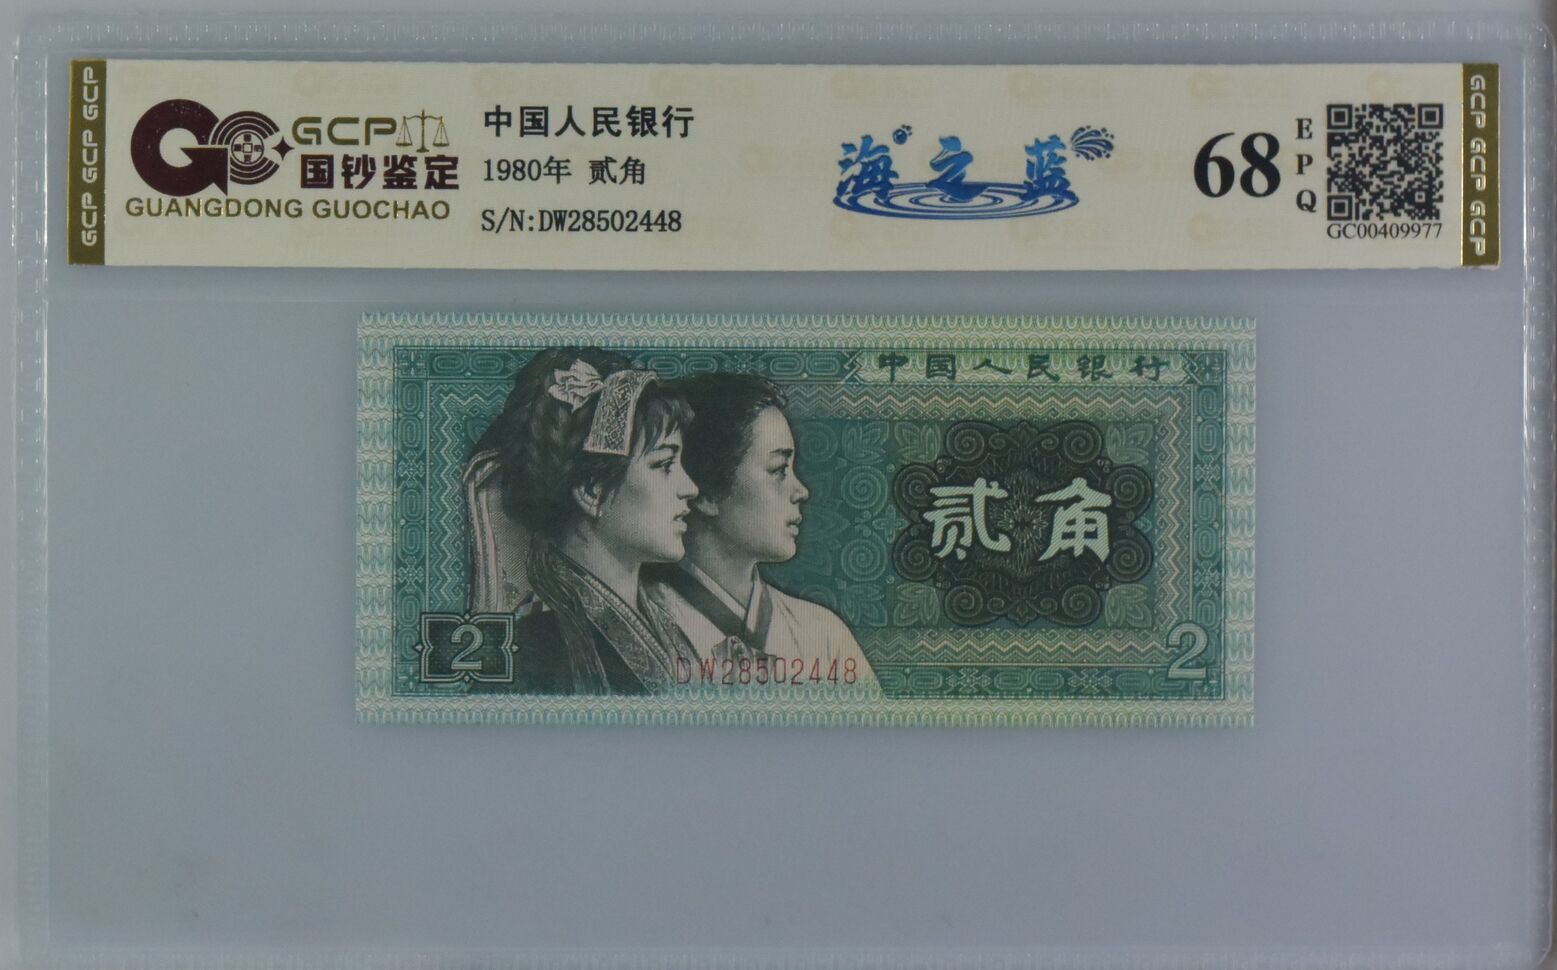 GCP GCP GCP
GCP
国钞鉴定
GUANGDONG GUOCHAO
中国人民银行
1980年 贰角
S/N:DW28502448
海之蓝
68
EPQ
GC00409977
GCP GCP GCP
中国人民银行
贰角
2
DW28502448
2